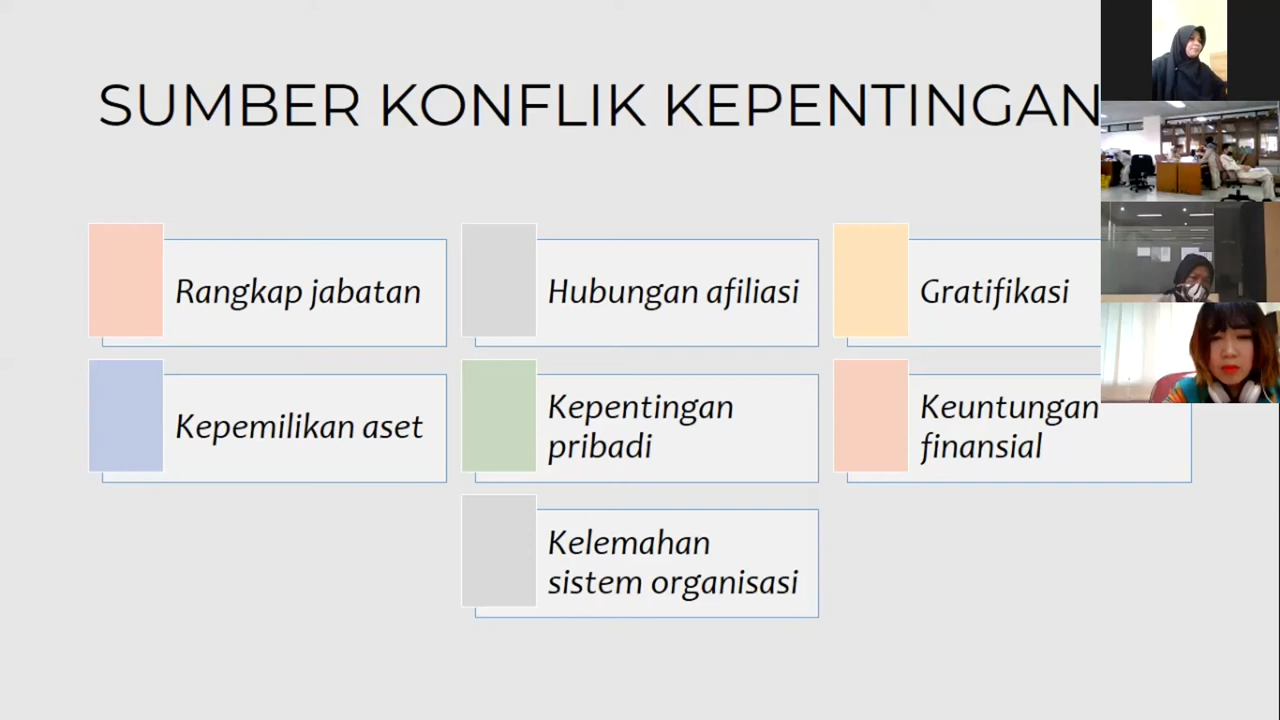 SUMBER KONFLIK KEPENTINGAN
Rangkap jabatan
Hubungan afiliasi
Gratifikasi
Kepemilikan aset
Kepentingan
pribadi
Keuntungan
finansial
Kelemahan
sistem organisasi